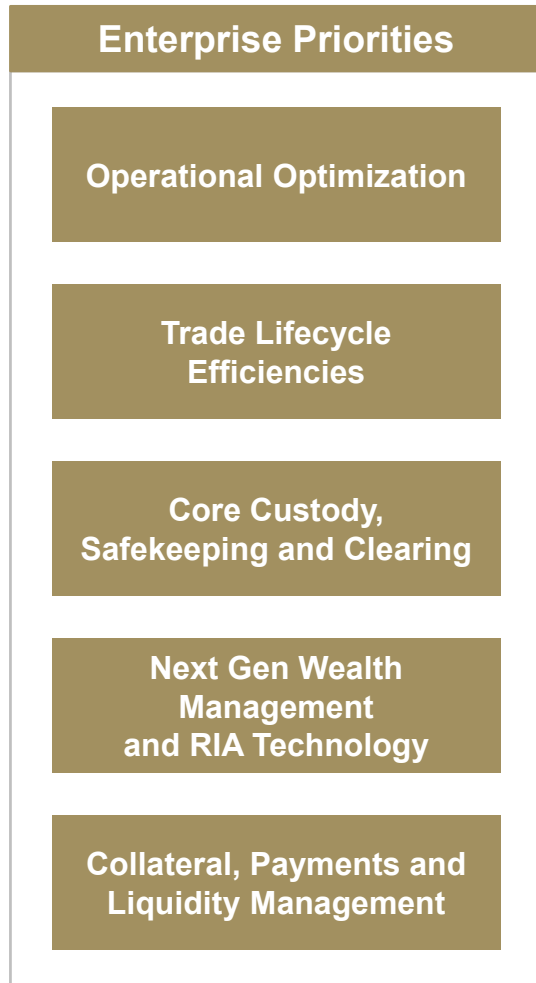 Enterprise Priorities
Operational Optimization
Trade Lifecycle
Efficiencies
Core Custody,
Safekeeping and Clearing
Next Gen Wealth
Management
and RIA Technology
Collateral, Payments and
Liquidity Management